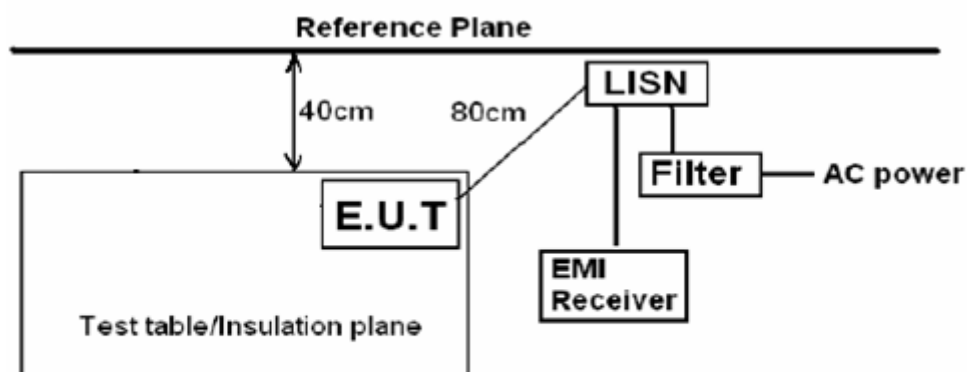 Reference Plane
LISN
40cm
80cm
Filter
AC power
E.U.T
EMI
Receiver
Test table/Insulation plane